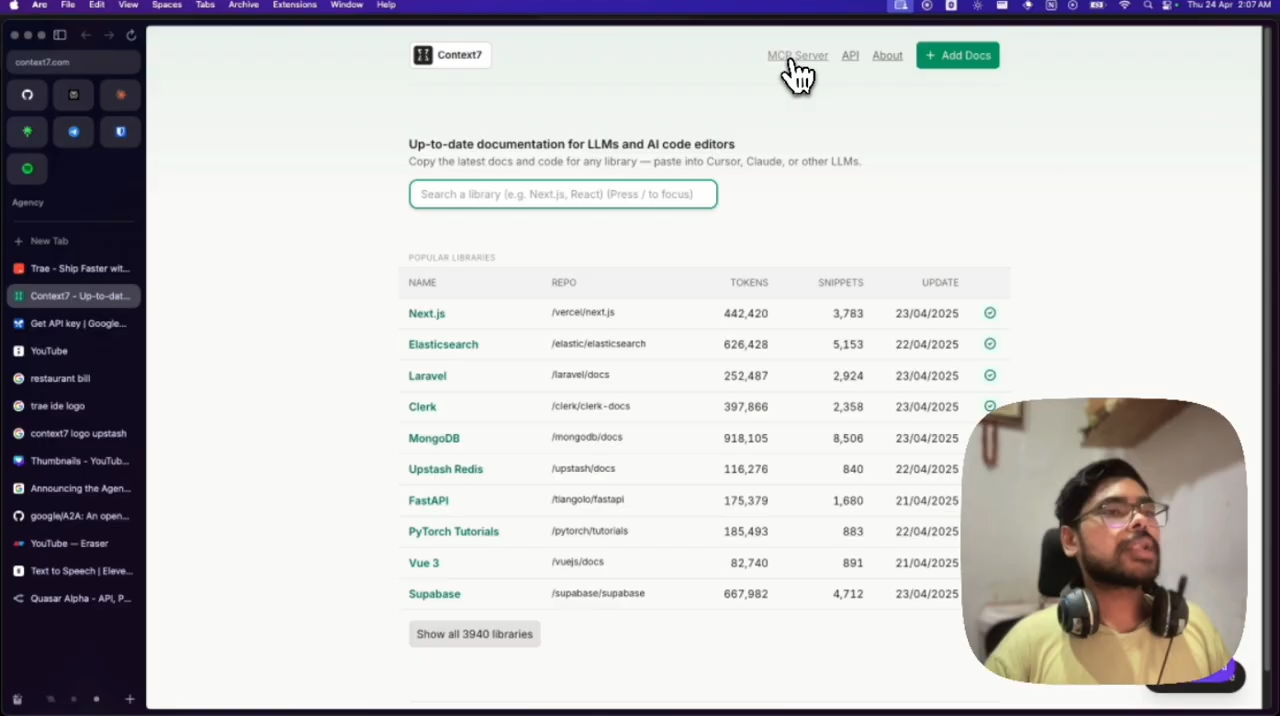 Arc File Edit View Spaces Tabs Archive Extensions Window Help Thu 24 Apr 2:07 AM
context7.com
Agency
New Tab
Trae - Ship Faster wit...
Context7 - Up-to-dat...
Get API key | Google...
YouTube
restaurant bill
trae ide logo
context7 logo upstash
Thumbnails - YouTub...
Announcing the Agen...
google/A2A: An open...
YouTube — Eraser
Text to Speech | Eleve...
Quasar Alpha - API, P...
Context7
MCP Server API About + Add Docs
Up-to-date documentation for LLMs and AI code editors
Copy the latest docs and code for any library — paste into Cursor, Claude, or other LLMs.
Search a library (e.g. Next.js, React) (Press / to focus)
POPULAR LIBRARIES
NAME REPO TOKENS SNIPPETS UPDATE
Next.js /vercel/next.js 442,420 3,783 23/04/2025
Elasticsearch /elastic/elasticsearch 626,428 5,153 22/04/2025
Laravel /laravel/docs 252,487 2,924 23/04/2025
Clerk /clerk/clerk-docs 397,866 2,358 23/04/2025
MongoDB /mongodb/docs 918,105 8,506 23/04/2025
Upstash Redis /upstash/docs 116,276 840 22/04/2025
FastAPI /tiangolo/fastapi 175,379 1,680 21/04/2025
PyTorch Tutorials /pytorch/tutorials 185,493 883 22/04/2025
Vue 3 /vuejs/docs 82,740 891 21/04/2025
Supabase /supabase/supabase 667,982 4,712 23/04/2025
Show all 3940 libraries